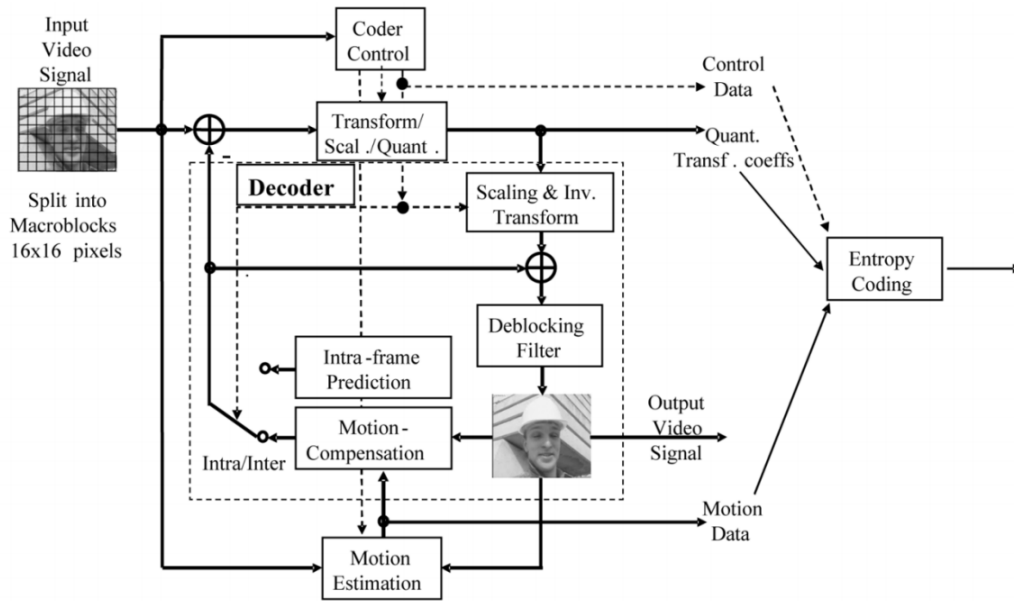 Input
Video
Signal
Coder
Control
Control
Data
Transform/
Scal ./Quant .
Quant.
Transf . coeffs
-
Decoder
Scaling & Inv.
Transform
Split into
Macroblocks
16x16 pixels
Entropy
Coding
Deblocking
Filter
Intra -frame
Prediction
Motion-
Compensation
Output
Video
Signal
Intra/Inter
Motion
Data
Motion
Estimation